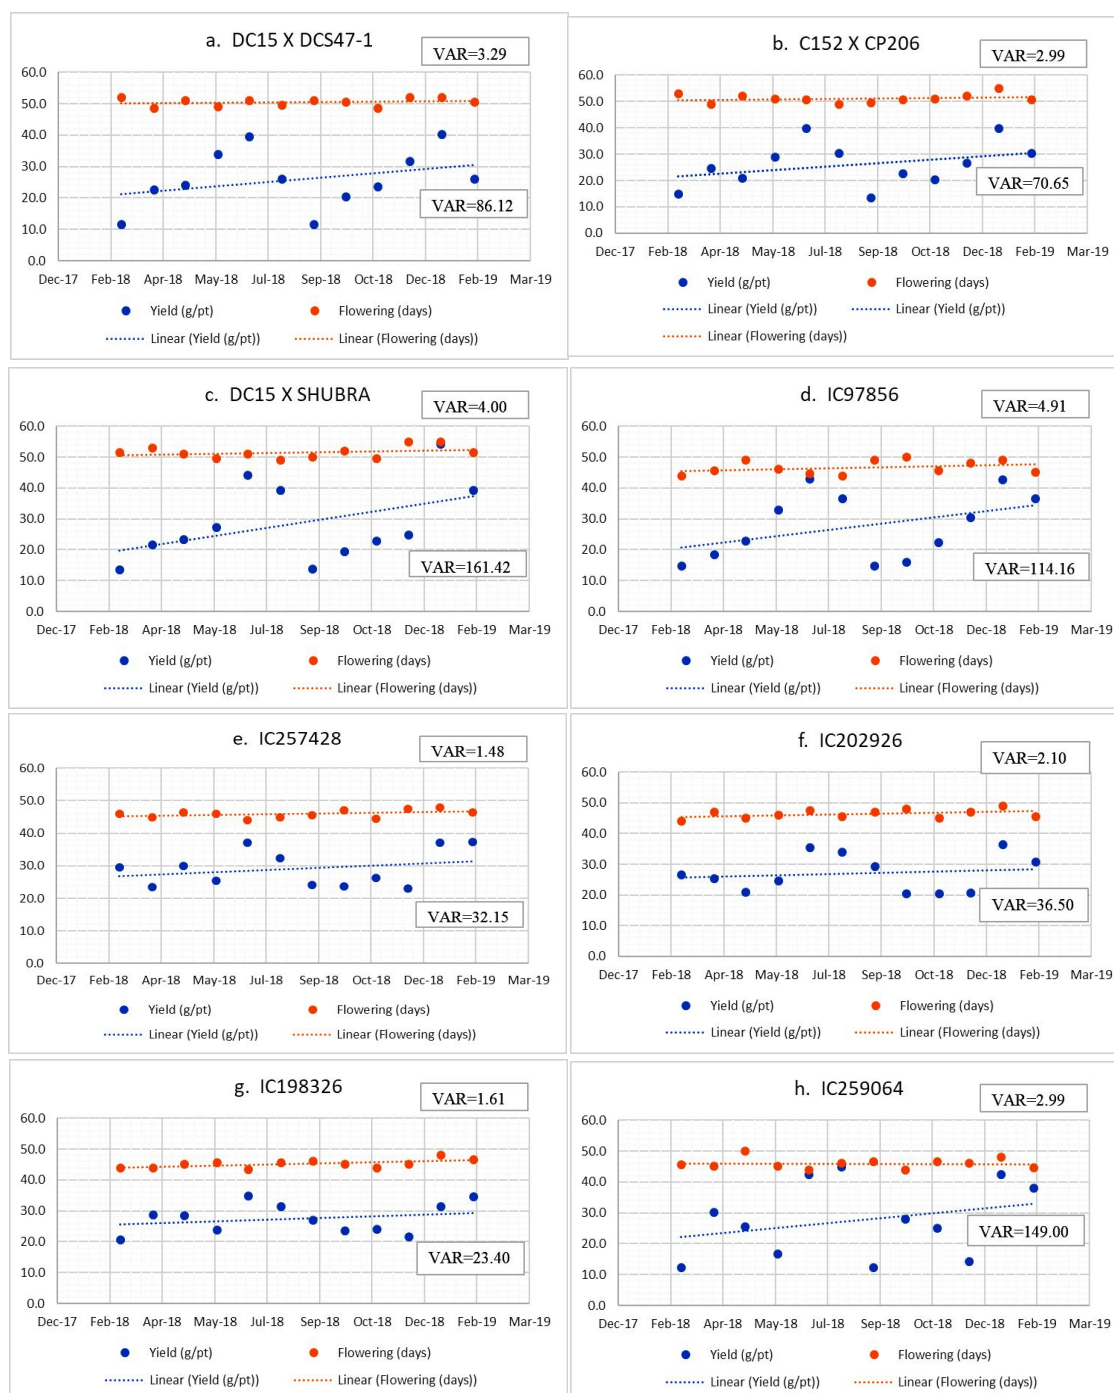 a. DC15 X DCS47-1
VAR=3.29
60.0
50.0
40.0
30.0
20.0
10.0
0.0
VAR=86.12
Dec-17 Feb-18 Apr-18 May-18 Jul-18 Sep-18 Oct-18 Dec-18 Feb-19 Mar-19
Yield (g/pt) Flowering (days)
Linear (Yield (g/pt)) Linear (Flowering (days))
b. C152 X CP206
VAR=2.99
60.0
50.0
40.0
30.0
20.0
10.0
0.0
VAR=70.65
Dec-17 Feb-18 Apr-18 May-18 Jul-18 Sep-18 Oct-18 Dec-18 Feb-19 Mar-19
Yield (g/pt) Flowering (days)
Linear (Yield (g/pt)) Linear (Yield (g/pt))
Linear (Flowering (days))
c. DC15 X SHUBRA
VAR=4.00
60.0
50.0
40.0
30.0
20.0
10.0
0.0
VAR=161.42
Dec-17 Feb-18 Apr-18 May-18 Jul-18 Sep-18 Oct-18 Dec-18 Feb-19 Mar-19
Yield (g/pt) Flowering (days)
Linear (Yield (g/pt)) Linear (Flowering (days))
d. IC97856
VAR=4.91
60.0
50.0
40.0
30.0
20.0
10.0
0.0
VAR=114.16
Dec-17 Feb-18 Apr-18 May-18 Jul-18 Sep-18 Oct-18 Dec-18 Feb-19 Mar-19
Yield (g/pt) Flowering (days)
Linear (Yield (g/pt)) Linear (Flowering (days))
e. IC257428
VAR=1.48
60.0
50.0
40.0
30.0
20.0
10.0
0.0
VAR=32.15
Dec-17 Feb-18 Apr-18 May-18 Jul-18 Sep-18 Oct-18 Dec-18 Feb-19 Mar-19
Yield (g/pt) Flowering (days)
Linear (Yield (g/pt)) Linear (Flowering (days))
f. IC202926
VAR=2.10
60.0
50.0
40.0
30.0
20.0
10.0
0.0
VAR=36.50
Dec-17 Feb-18 Apr-18 May-18 Jul-18 Sep-18 Oct-18 Dec-18 Feb-19 Mar-19
Yield (g/pt) Flowering (days)
Linear (Yield (g/pt)) Linear (Flowering (days))
g. IC198326
VAR=1.61
60.0
50.0
40.0
30.0
20.0
10.0
0.0
VAR=23.40
Dec-17 Feb-18 Apr-18 May-18 Jul-18 Sep-18 Oct-18 Dec-18 Feb-19 Mar-19
Yield (g/pt) Flowering (days)
Linear (Yield (g/pt)) Linear (Flowering (days))
h. IC259064
VAR=2.99
60.0
50.0
40.0
30.0
20.0
10.0
0.0
VAR=149.00
Dec-17 Feb-18 Apr-18 May-18 Jul-18 Sep-18 Oct-18 Dec-18 Feb-19 Mar-19
Yield (g/pt) Flowering (days)
Linear (Yield (g/pt)) Linear (Flowering (days))